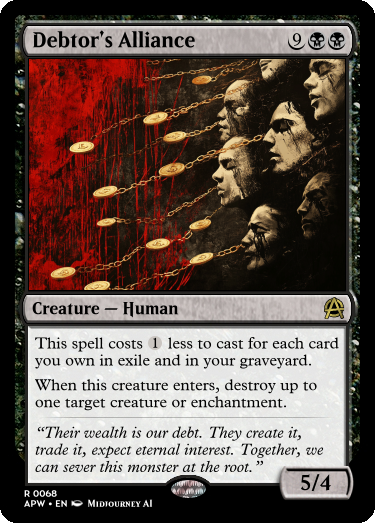 Debtor's Alliance 9
This spell costs 1 less to cast for each card
you own in exile and in your graveyard.
When this creature enters, destroy up to
one target creature or enchantment.
“Their wealth is our debt. They create it,
trade it, expect eternal interest. Together, we
can sever this monster at the root.”
Creature — Human
5/4
R 0068
APW • EN Midjourney AI